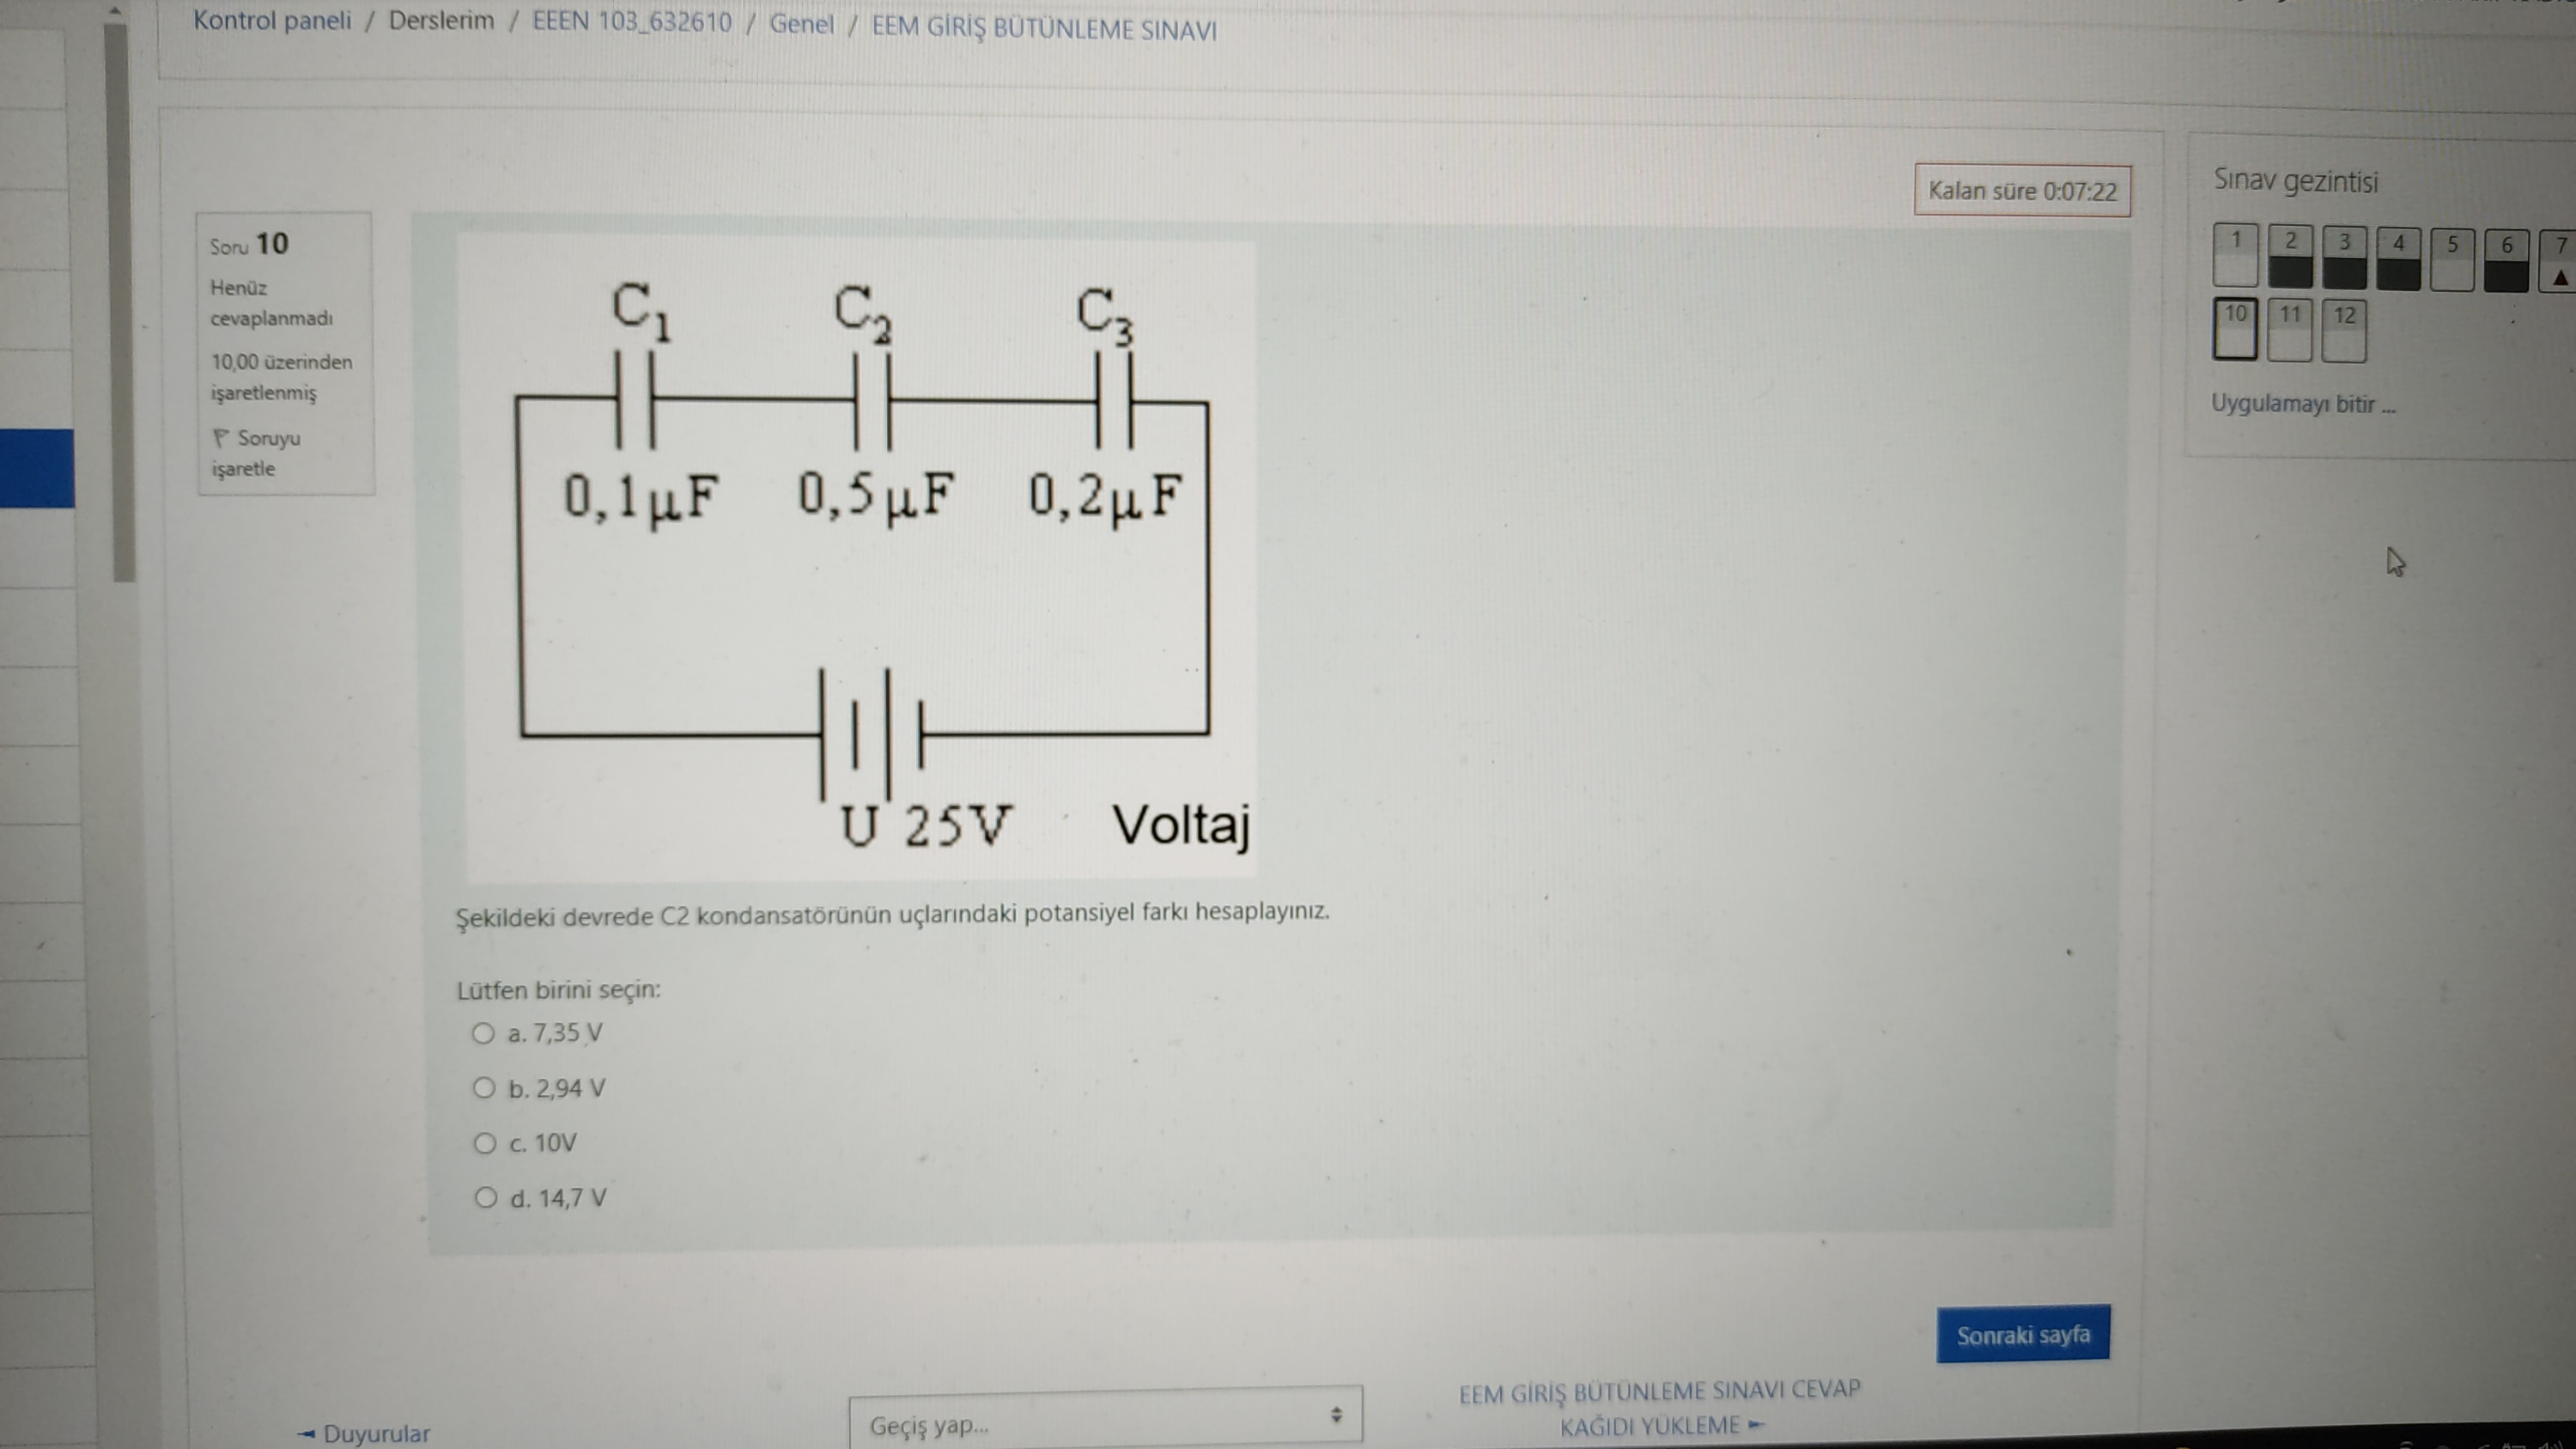 Kontrol paneli / Derslerim / EEEN 103_632610 / Genel / EEM GİRİŞ BÜTÜNLEME SINAVI
Kalan süre 0:07:22
Soru 10
Henüz
cevaplanmadı
10,00 üzerinden
işaretlenmiş
Soruyu
işaretle
C1 C2 C3
0,1µF 0,5µF 0,2µF
U 25V Voltaj
Şekildeki devrede C2 kondansatörünün uçlarındaki potansiyel farkı hesaplayınız.
Lütfen birini seçin:
a. 7,35 V
b. 2,94 V
c. 10V
d. 14,7 V
Sonraki sayfa
◄ Duyurular
Geçiş yap...
EEM GİRİŞ BÜTÜNLEME SINAVI CEVAP
KAĞIDI YÜKLEME ►
Sınav gezintisi
1 2 3 4 5 6 7
10 11 12
Uygulamayı bitir ...